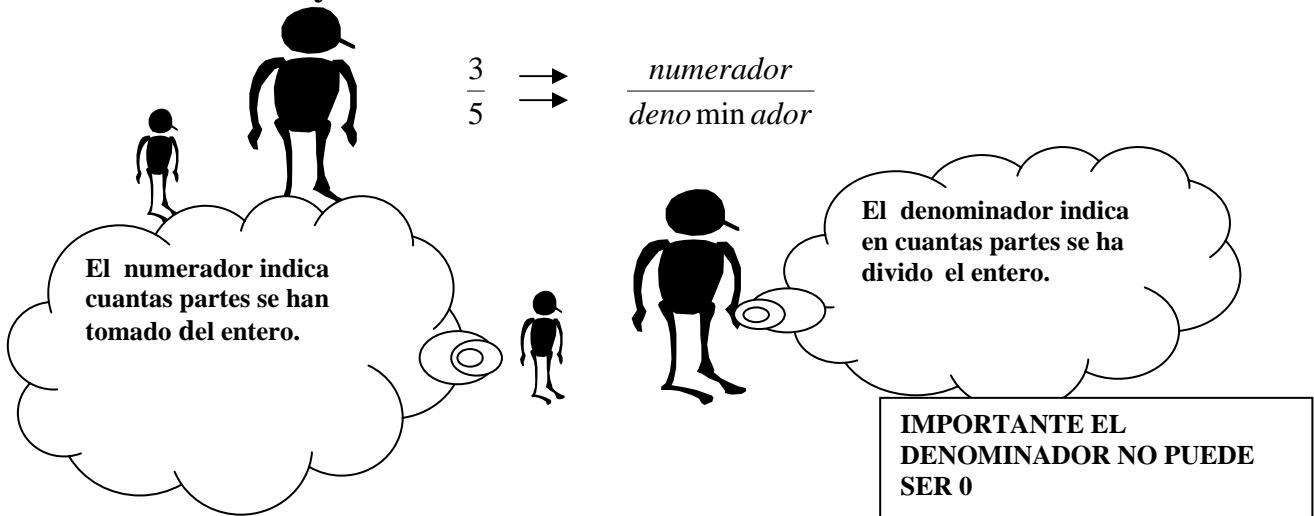 3 numerador
5 deno min ador
El numerador indica
cuantas partes se han
tomado del entero.
El denominador indica
en cuantas partes se ha
divido el entero.
IMPORTANTE EL
DENOMINADOR NO PUEDE
SER 0